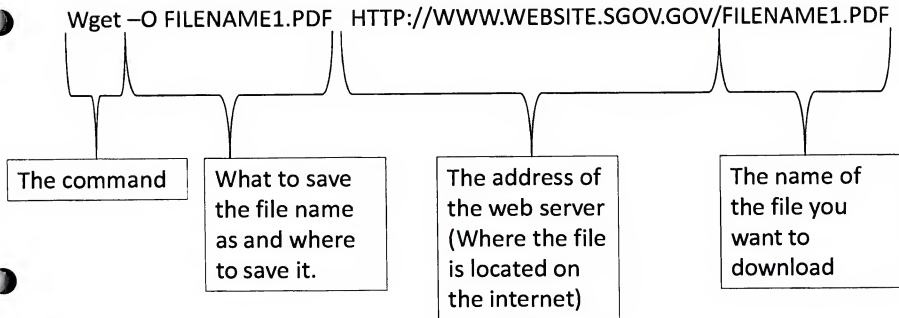 Wget –O FILENAME1.PDF HTTP://WWW.WEBSITE.SGOV.GOV/FILENAME1.PDF
The command
What to save
the file name
as and where
to save it.
The address of
the web server
(Where the file
is located on
the internet)
The name of
the file you
want to
download